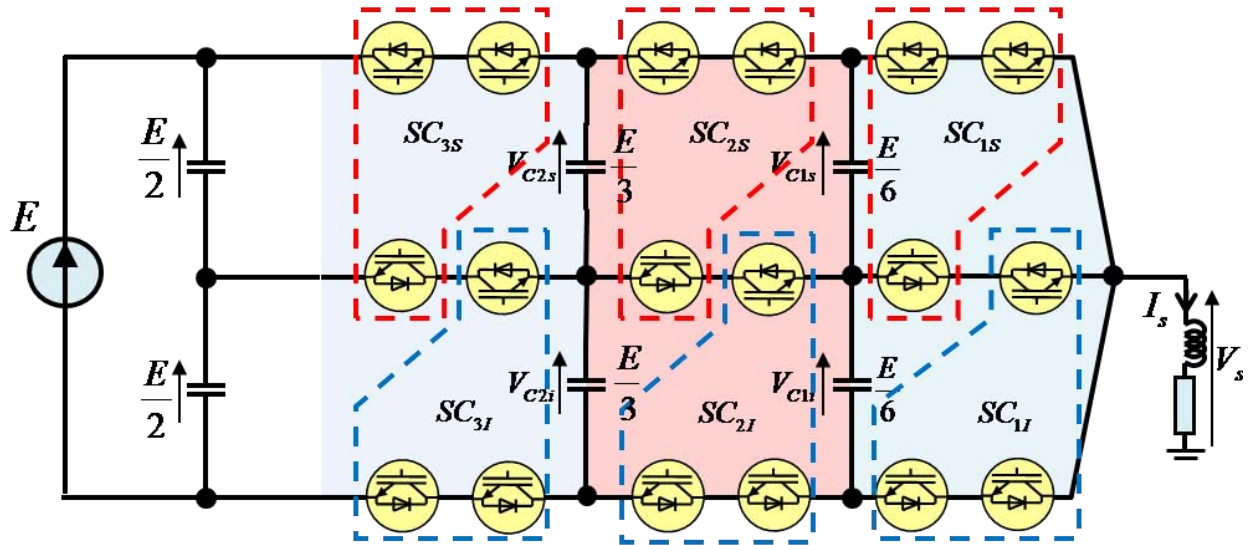 SC3S
SC2S
SC1S
E/2
VC2s
E/3
VC1s
E/6
E
Is
Vs
E/2
VC2i
E/3
VC1i
E/6
SC3I
SC2I
SC1I